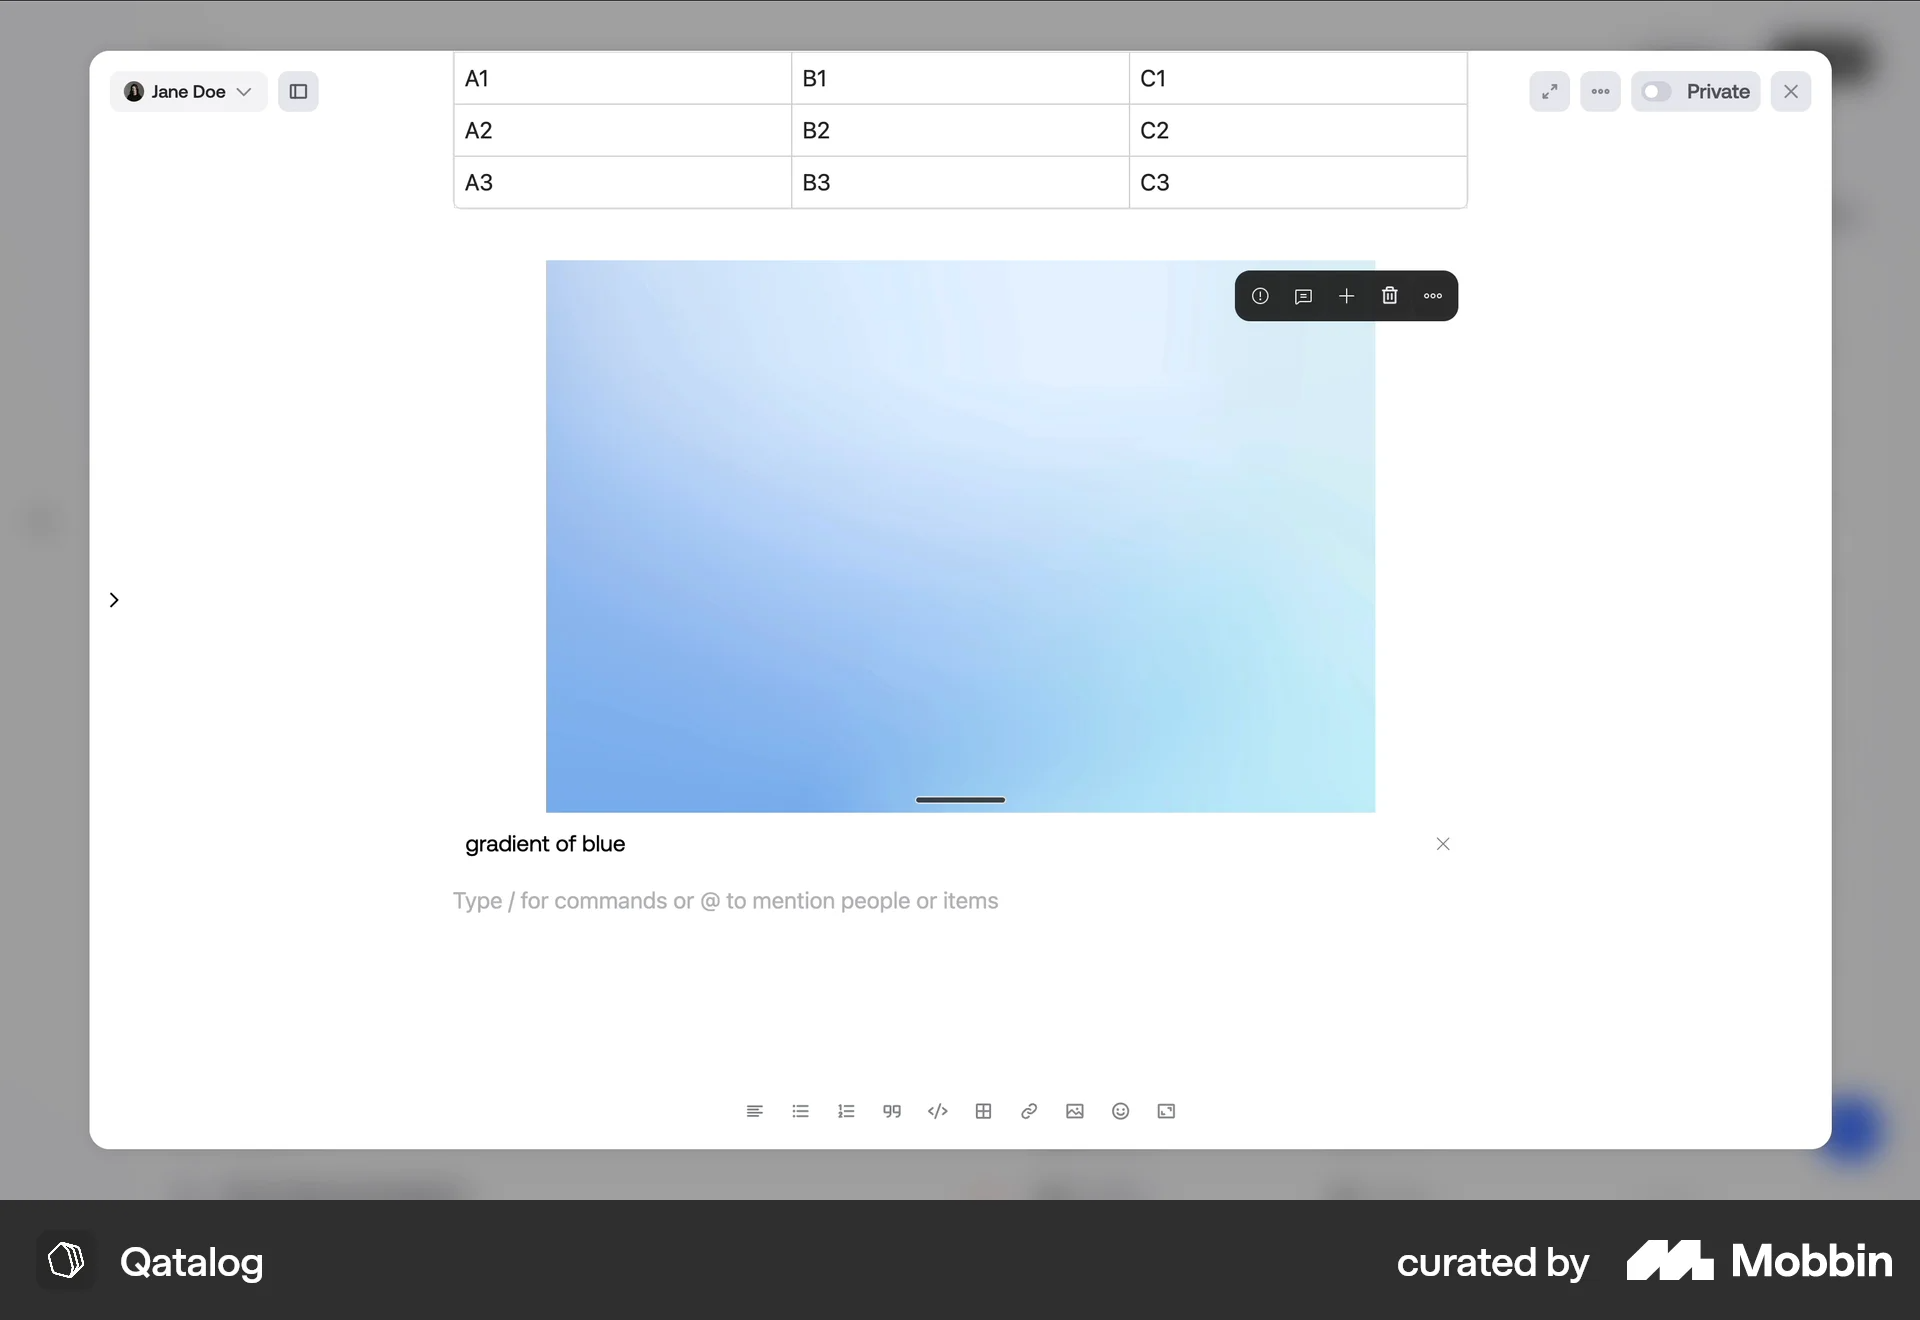 Jane Doe
Private
A1 B1 C1
A2 B2 C2
A3 B3 C3
gradient of blue
Type / for commands or @ to mention people or items
Qatalog
curated by Mobbin